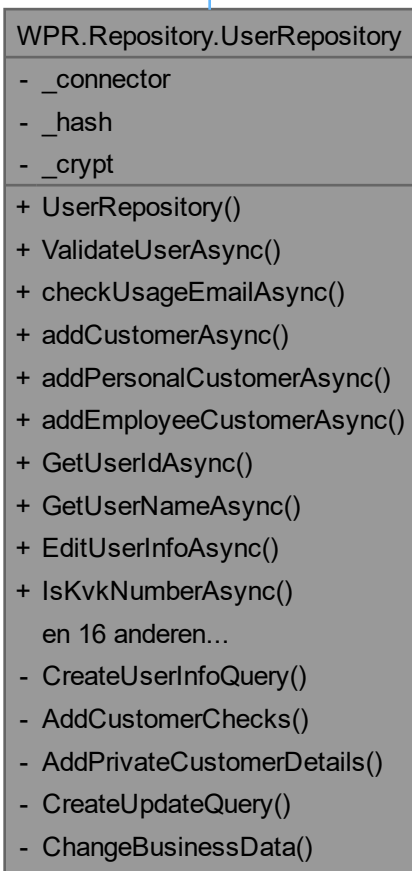 WPR.Repository.UserRepository
- _connector
- _hash
- _crypt
+ UserRepository()
+ ValidateUserAsync()
+ checkUsageEmailAsync()
+ addCustomerAsync()
+ addPersonalCustomerAsync()
+ addEmployeeCustomerAsync()
+ GetUserIdAsync()
+ GetUserNameAsync()
+ EditUserInfoAsync()
+ IsKvkNumberAsync()
en 16 anderen...
- CreateUserInfoQuery()
- AddCustomerChecks()
- AddPrivateCustomerDetails()
- CreateUpdateQuery()
- ChangeBusinessData()